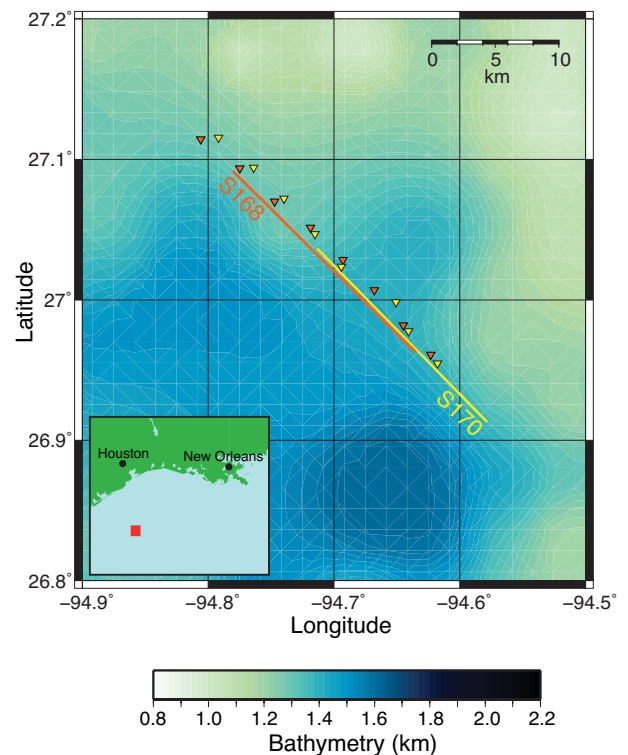 27.2°
27.1°
27°
26.9°
26.8°
Latitude
0 5 10
km
S168
S170
Houston
New Orleans
−94.9° −94.8° −94.7° −94.6° −94.5°
Longitude
0.8 1.0 1.2 1.4 1.6 1.8 2.0 2.2
Bathymetry (km)